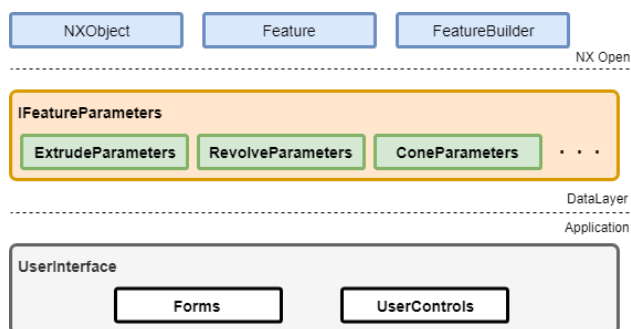 NXObject Feature FeatureBuilder
NX Open
IFeatureParameters
ExtrudeParameters RevolveParameters ConeParameters . . .
DataLayer
Application
UserInterface
Forms UserControls